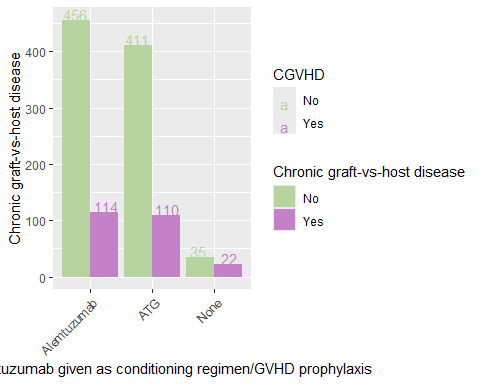 Chronic graft-vs-host disease
400
300
200
100
0
456
114
411
110
35
22
Alemtuzumab
ATG
None
tuzumab given as conditioning regimen/GVHD prophylaxis
CGVHD
a No
a Yes
Chronic graft-vs-host disease
No
Yes